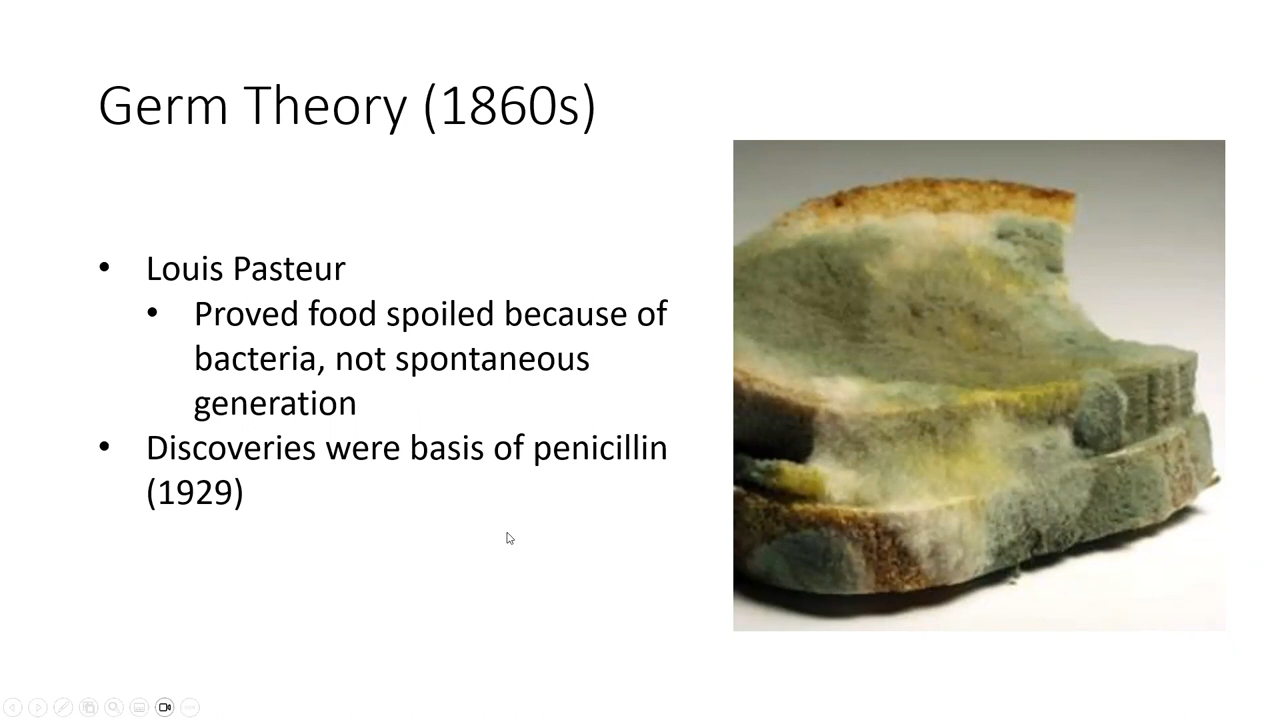 Germ Theory (1860s)
• Louis Pasteur
• Proved food spoiled because of
bacteria, not spontaneous
generation
• Discoveries were basis of penicillin
(1929)